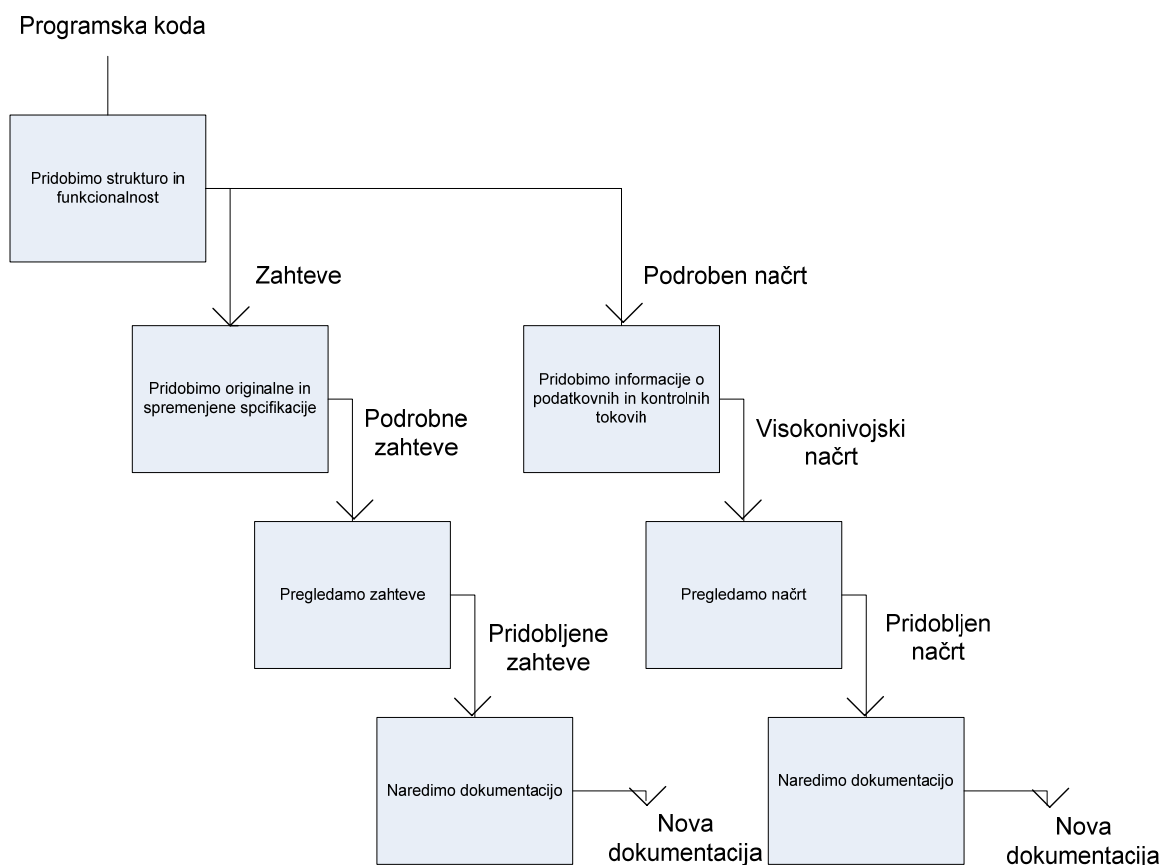 Programska koda
Pridobimo strukturo in
funkcionalnost
Zahteve
Podroben načrt
Pridobimo originalne in
spremenjene spcifikacije
Pridobimo informacije o
podatkovnih in kontrolnih
tokovih
Podrobne
zahteve
Visokonivojski
načrt
Pregledamo zahteve
Pregledamo načrt
Pridobljene
zahteve
Pridobljen
načrt
Naredimo dokumentacijo
Naredimo dokumentacijo
Nova
dokumentacija
Nova
dokumentacija